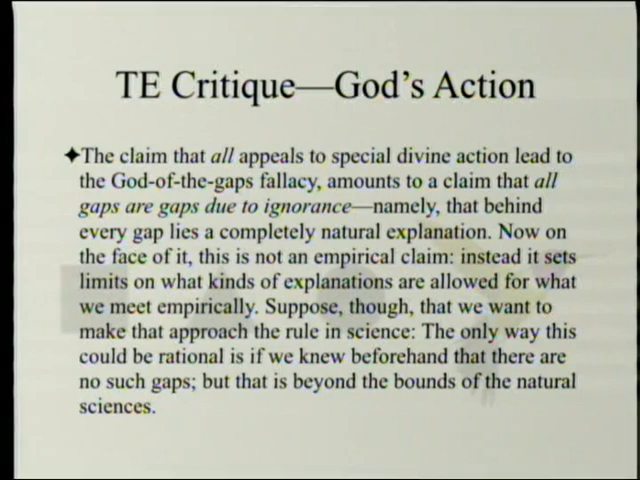 TE Critique—God's Action
✦The claim that all appeals to special divine action lead to
the God-of-the-gaps fallacy, amounts to a claim that all
gaps are gaps due to ignorance—namely, that behind
every gap lies a completely natural explanation. Now on
the face of it, this is not an empirical claim: instead it sets
limits on what kinds of explanations are allowed for what
we meet empirically. Suppose, though, that we want to
make that approach the rule in science: The only way this
could be rational is if we knew beforehand that there are
no such gaps; but that is beyond the bounds of the natural
sciences.